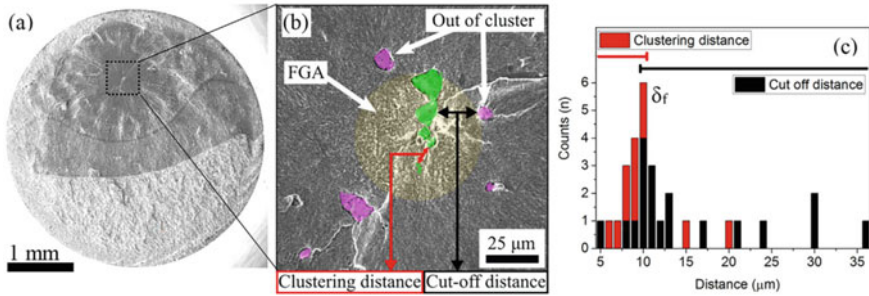 (a)
1 mm
(b)
Out of cluster
FGA
25 μm
Clustering distance
Cut-off distance
(c)
Clustering distance
Cut off distance
δf
Counts (n)
6
5
4
3
2
1
0
5 10 15 20 25 30 35
Distance (μm)